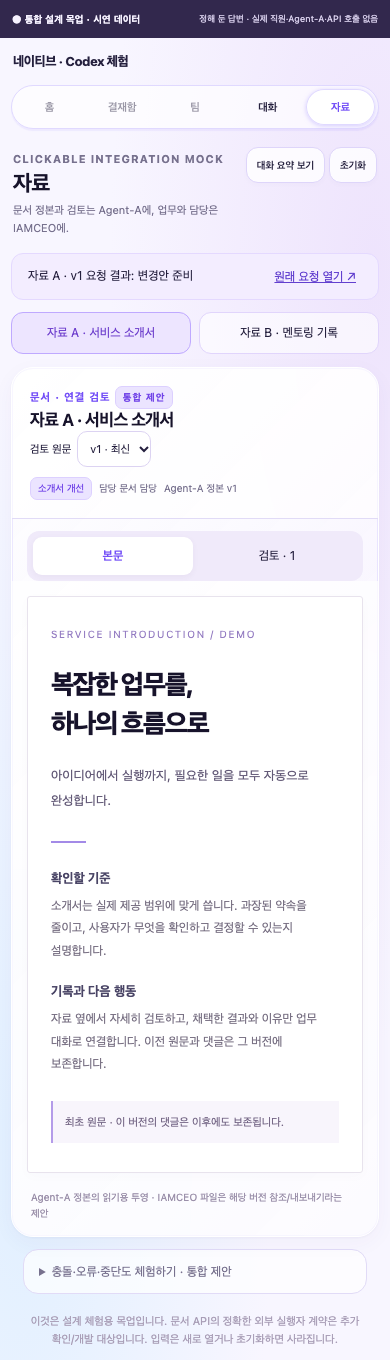 ● 통합 설계 목업 · 시연 데이터
정해 둔 답변 · 실제 직원·Agent-A·API 호출 없음
네이티브 · Codex 체험
홈 결재함 팀 대화 자료
CLICKABLE INTEGRATION MOCK
자료
문서 정본과 검토는 Agent-A에, 업무와 담당은
IAMCEO에.
대화 요약 보기 초기화
자료 A · v1 요청 결과: 변경안 준비
원래 요청 열기 ↗
자료 A · 서비스 소개서 자료 B · 멘토링 기록
문서 · 연결 검토 통합 제안
자료 A · 서비스 소개서
검토 원문 v1 · 최신
소개서 개선 담당 문서 담당 Agent-A 정본 v1
본문 검토 · 1
SERVICE INTRODUCTION / DEMO
복잡한 업무를,
하나의 흐름으로
아이디어에서 실행까지, 필요한 일을 모두 자동으로
완성합니다.
확인할 기준
소개서는 실제 제공 범위에 맞게 씁니다. 과장된 약속을
줄이고, 사용자가 무엇을 확인하고 결정할 수 있는지
설명합니다.
기록과 다음 행동
자료 옆에서 자세히 검토하고, 채택한 결과와 이유만 업무
대화로 연결합니다. 이전 원문과 댓글은 그 버전에
보존합니다.
최초 원문 · 이 버전의 댓글은 이후에도 보존됩니다.
Agent-A 정본의 읽기용 투영 · IAMCEO 파일은 해당 버전 참조/내보내기라는
제안
▶ 충돌·오류·중단도 체험하기 · 통합 제안
이것은 설계 체험용 목업입니다. 문서 API의 정확한 외부 실행자 계약은 추가
확인/개발 대상입니다. 입력은 새로 열거나 초기화하면 사라집니다.